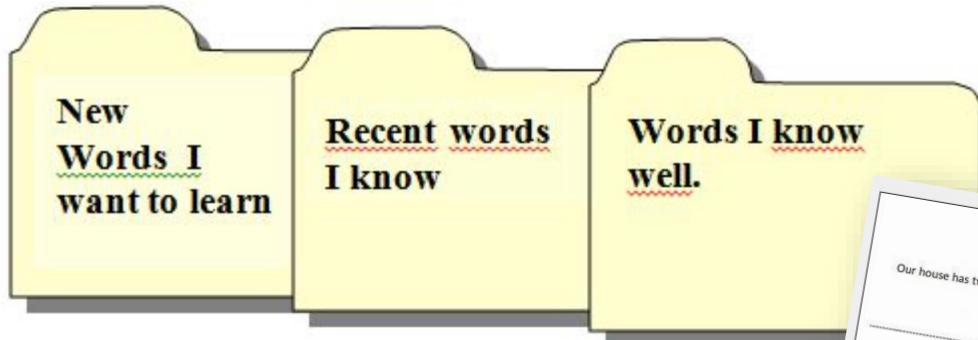 New
Words I
want to learn
Recent words
I know
Words I know
well.
Our house has